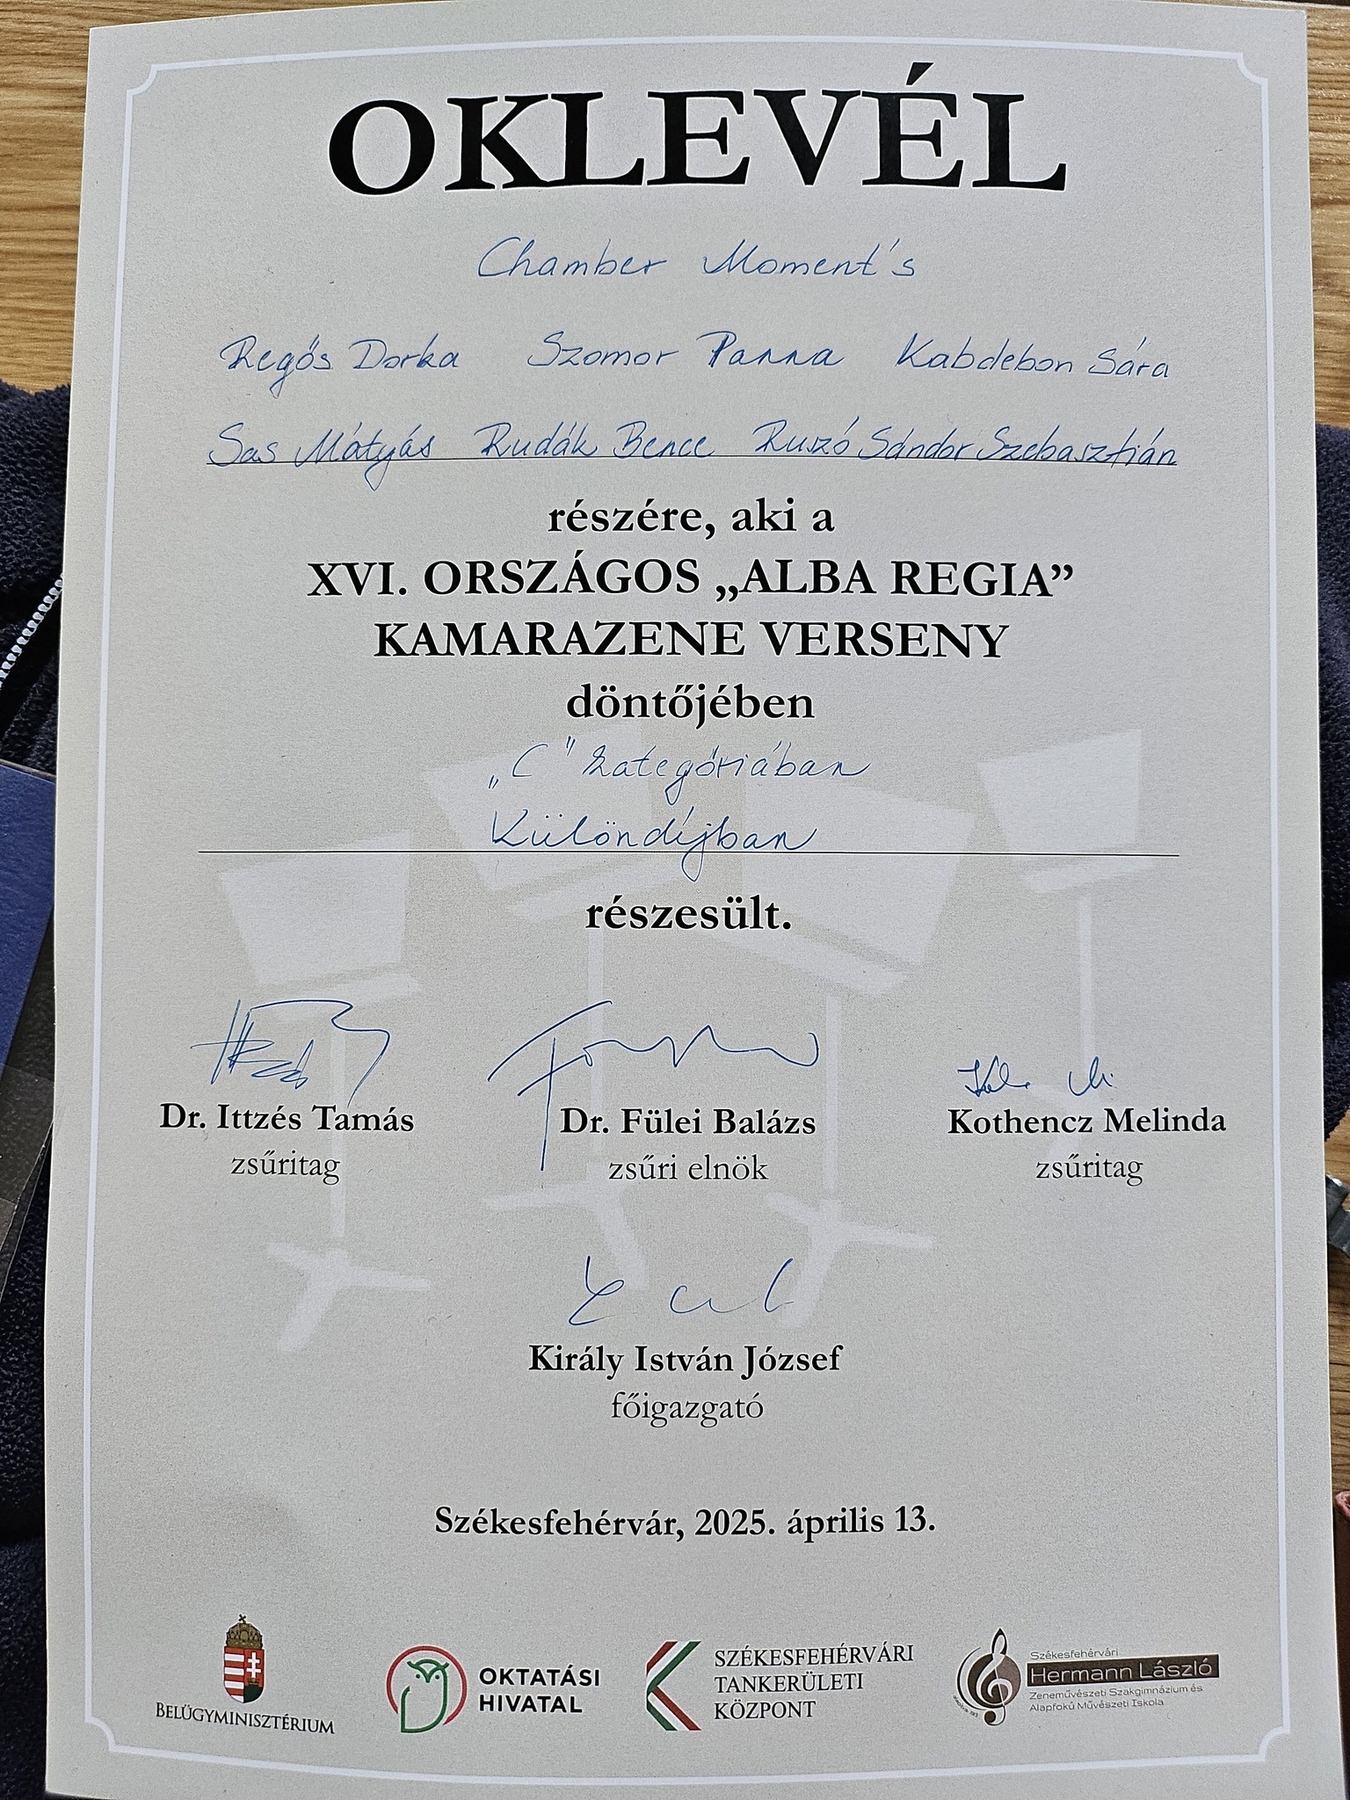 OKLEVÉL
Chamber Moment's
Regős Dorka Szomor Panna Kabdebon Sára
Sas Mátyás Rudák Bence Ruszó Sándor Szebasztián
részére, aki a
XVI. ORSZÁGOS „ALBA REGIA”
KAMARAZENE VERSENY
döntőjében
„C" kategóriában
Különdíjban
részesült.
Dr. Ittzés Tamás
zsűritag
Dr. Fülei Balázs
zsűri elnök
Kothencz Melinda
zsűritag
Király István József
főigazgató
Székesfehérvár, 2025. április 13.
BELÜGYMINISZTÉRIUM
OKTATÁSI
HIVATAL
SZÉKESFEHÉRVÁRI
TANKERÜLETI
KÖZPONT
Székesfehérvári
Hermann László
Zeneművészeti Szakgimnázium és
Alapfokú Művészeti Iskola